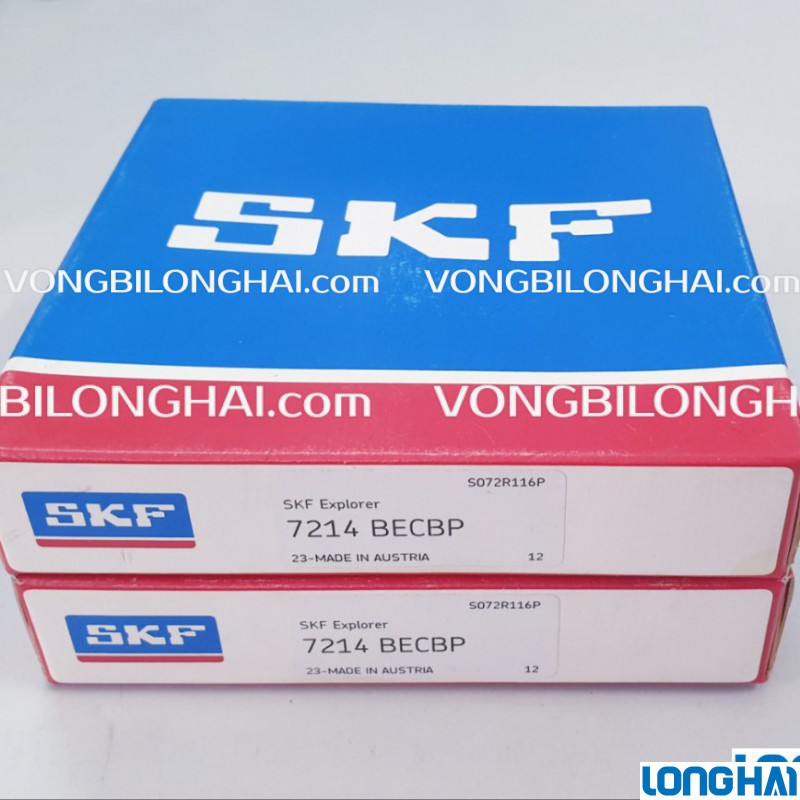 SKF
VONGBILONGHAI.com VONGBILONGHAI.com
BILONGHAI.com VONGBILONGHA
S072R116P
SKF
SKF Explorer
7214 BECBP
23-MADE IN AUSTRIA 12
S072R116P
SKF
SKF Explorer
7214 BECBP
23-MADE IN AUSTRIA 12
LONGHAI